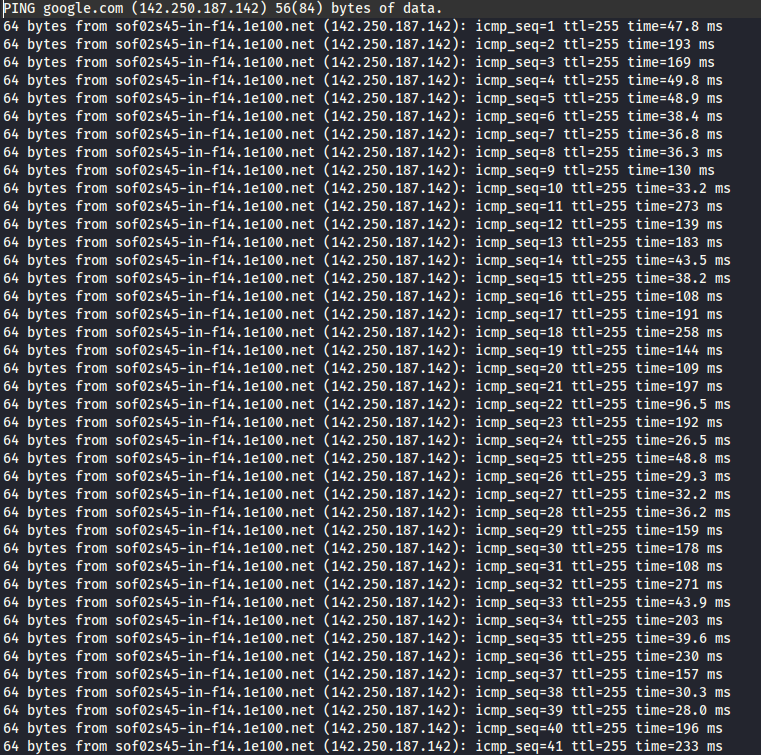 PING google.com (142.250.187.142) 56(84) bytes of data.
64 bytes from sof02s45-in-f14.1e100.net (142.250.187.142): icmp_seq=1 ttl=255 time=47.8 ms
64 bytes from sof02s45-in-f14.1e100.net (142.250.187.142): icmp_seq=2 ttl=255 time=193 ms
64 bytes from sof02s45-in-f14.1e100.net (142.250.187.142): icmp_seq=3 ttl=255 time=169 ms
64 bytes from sof02s45-in-f14.1e100.net (142.250.187.142): icmp_seq=4 ttl=255 time=49.8 ms
64 bytes from sof02s45-in-f14.1e100.net (142.250.187.142): icmp_seq=5 ttl=255 time=48.9 ms
64 bytes from sof02s45-in-f14.1e100.net (142.250.187.142): icmp_seq=6 ttl=255 time=38.4 ms
64 bytes from sof02s45-in-f14.1e100.net (142.250.187.142): icmp_seq=7 ttl=255 time=36.8 ms
64 bytes from sof02s45-in-f14.1e100.net (142.250.187.142): icmp_seq=8 ttl=255 time=36.3 ms
64 bytes from sof02s45-in-f14.1e100.net (142.250.187.142): icmp_seq=9 ttl=255 time=130 ms
64 bytes from sof02s45-in-f14.1e100.net (142.250.187.142): icmp_seq=10 ttl=255 time=33.2 ms
64 bytes from sof02s45-in-f14.1e100.net (142.250.187.142): icmp_seq=11 ttl=255 time=273 ms
64 bytes from sof02s45-in-f14.1e100.net (142.250.187.142): icmp_seq=12 ttl=255 time=139 ms
64 bytes from sof02s45-in-f14.1e100.net (142.250.187.142): icmp_seq=13 ttl=255 time=183 ms
64 bytes from sof02s45-in-f14.1e100.net (142.250.187.142): icmp_seq=14 ttl=255 time=43.5 ms
64 bytes from sof02s45-in-f14.1e100.net (142.250.187.142): icmp_seq=15 ttl=255 time=38.2 ms
64 bytes from sof02s45-in-f14.1e100.net (142.250.187.142): icmp_seq=16 ttl=255 time=108 ms
64 bytes from sof02s45-in-f14.1e100.net (142.250.187.142): icmp_seq=17 ttl=255 time=191 ms
64 bytes from sof02s45-in-f14.1e100.net (142.250.187.142): icmp_seq=18 ttl=255 time=258 ms
64 bytes from sof02s45-in-f14.1e100.net (142.250.187.142): icmp_seq=19 ttl=255 time=144 ms
64 bytes from sof02s45-in-f14.1e100.net (142.250.187.142): icmp_seq=20 ttl=255 time=109 ms
64 bytes from sof02s45-in-f14.1e100.net (142.250.187.142): icmp_seq=21 ttl=255 time=197 ms
64 bytes from sof02s45-in-f14.1e100.net (142.250.187.142): icmp_seq=22 ttl=255 time=96.5 ms
64 bytes from sof02s45-in-f14.1e100.net (142.250.187.142): icmp_seq=23 ttl=255 time=192 ms
64 bytes from sof02s45-in-f14.1e100.net (142.250.187.142): icmp_seq=24 ttl=255 time=26.5 ms
64 bytes from sof02s45-in-f14.1e100.net (142.250.187.142): icmp_seq=25 ttl=255 time=48.8 ms
64 bytes from sof02s45-in-f14.1e100.net (142.250.187.142): icmp_seq=26 ttl=255 time=29.3 ms
64 bytes from sof02s45-in-f14.1e100.net (142.250.187.142): icmp_seq=27 ttl=255 time=32.2 ms
64 bytes from sof02s45-in-f14.1e100.net (142.250.187.142): icmp_seq=28 ttl=255 time=36.2 ms
64 bytes from sof02s45-in-f14.1e100.net (142.250.187.142): icmp_seq=29 ttl=255 time=159 ms
64 bytes from sof02s45-in-f14.1e100.net (142.250.187.142): icmp_seq=30 ttl=255 time=178 ms
64 bytes from sof02s45-in-f14.1e100.net (142.250.187.142): icmp_seq=31 ttl=255 time=108 ms
64 bytes from sof02s45-in-f14.1e100.net (142.250.187.142): icmp_seq=32 ttl=255 time=271 ms
64 bytes from sof02s45-in-f14.1e100.net (142.250.187.142): icmp_seq=33 ttl=255 time=43.9 ms
64 bytes from sof02s45-in-f14.1e100.net (142.250.187.142): icmp_seq=34 ttl=255 time=203 ms
64 bytes from sof02s45-in-f14.1e100.net (142.250.187.142): icmp_seq=35 ttl=255 time=39.6 ms
64 bytes from sof02s45-in-f14.1e100.net (142.250.187.142): icmp_seq=36 ttl=255 time=230 ms
64 bytes from sof02s45-in-f14.1e100.net (142.250.187.142): icmp_seq=37 ttl=255 time=157 ms
64 bytes from sof02s45-in-f14.1e100.net (142.250.187.142): icmp_seq=38 ttl=255 time=30.3 ms
64 bytes from sof02s45-in-f14.1e100.net (142.250.187.142): icmp_seq=39 ttl=255 time=28.0 ms
64 bytes from sof02s45-in-f14.1e100.net (142.250.187.142): icmp_seq=40 ttl=255 time=196 ms
64 bytes from sof02s45-in-f14.1e100.net (142.250.187.142): icmp_seq=41 ttl=255 time=233 ms